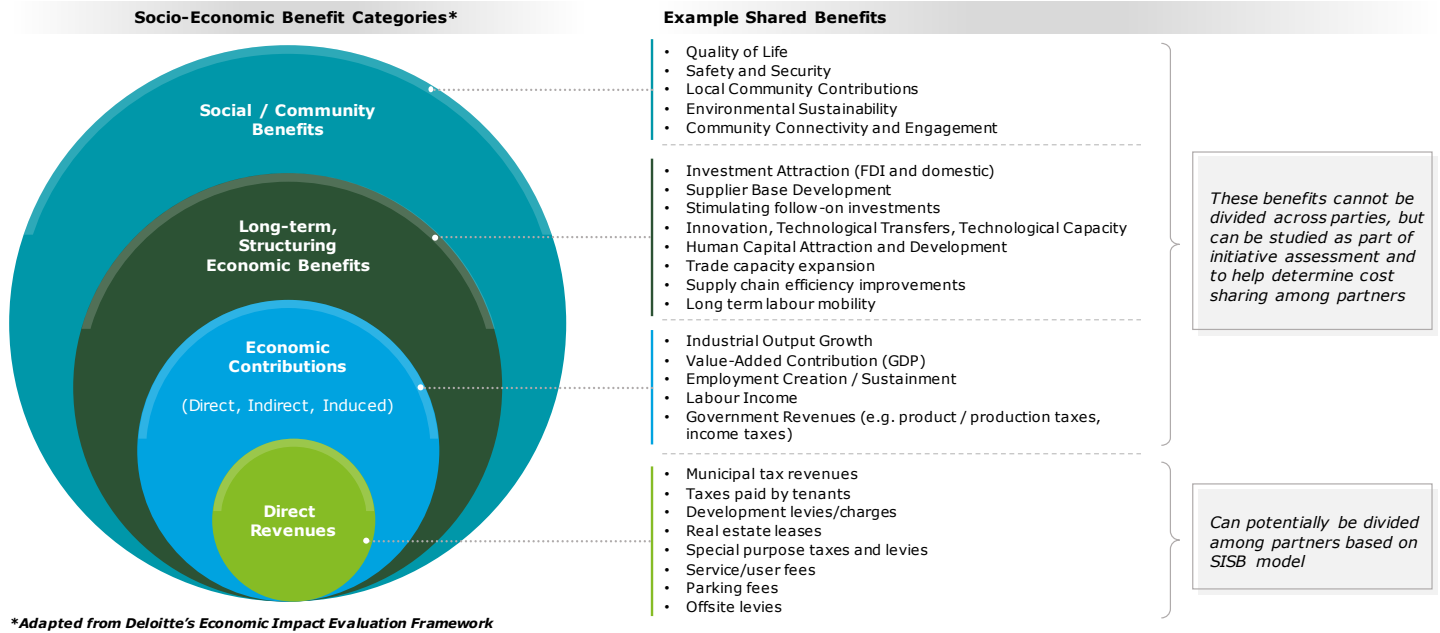 Socio-Economic Benefit Categories*
Example Shared Benefits
Social / Community
Benefits
Long-term,
Structuring
Economic Benefits
Economic
Contributions
(Direct, Indirect, Induced)
Direct
Revenues
• Quality of Life
• Safety and Security
• Local Community Contributions
• Environmental Sustainability
• Community Connectivity and Engagement
• Investment Attraction (FDI and domestic)
• Supplier Base Development
• Stimulating follow-on investments
• Innovation, Technological Transfers, Technological Capacity
• Human Capital Attraction and Development
• Trade capacity expansion
• Supply chain efficiency improvements
• Long term labour mobility
• Industrial Output Growth
• Value-Added Contribution (GDP)
• Employment Creation / Sustainment
• Labour Income
• Government Revenues (e.g. product / production taxes,
income taxes)
• Municipal tax revenues
• Taxes paid by tenants
• Development levies/charges
• Real estate leases
• Special purpose taxes and levies
• Service/user fees
• Parking fees
• Offsite levies
These benefits cannot be
divided across parties, but
can be studied as part of
initiative assessment and
to help determine cost
sharing among partners
Can potentially be divided
among partners based on
SISB model
*Adapted from Deloitte's Economic Impact Evaluation Framework